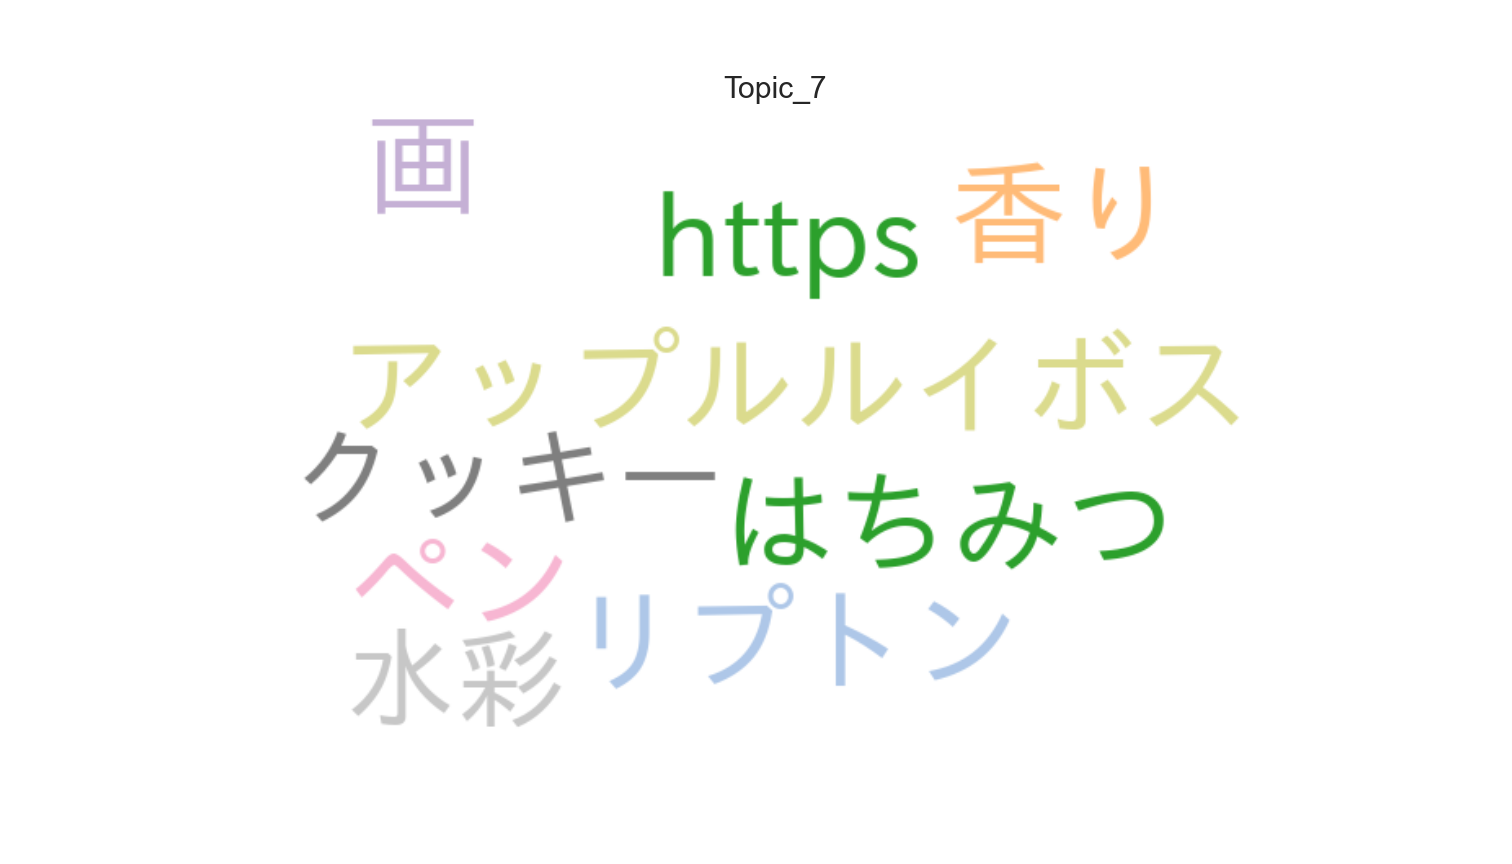 Topic_7
画
https
香り
アップルルイボス
クッキー
はちみつ
ペン
リプトン
水彩